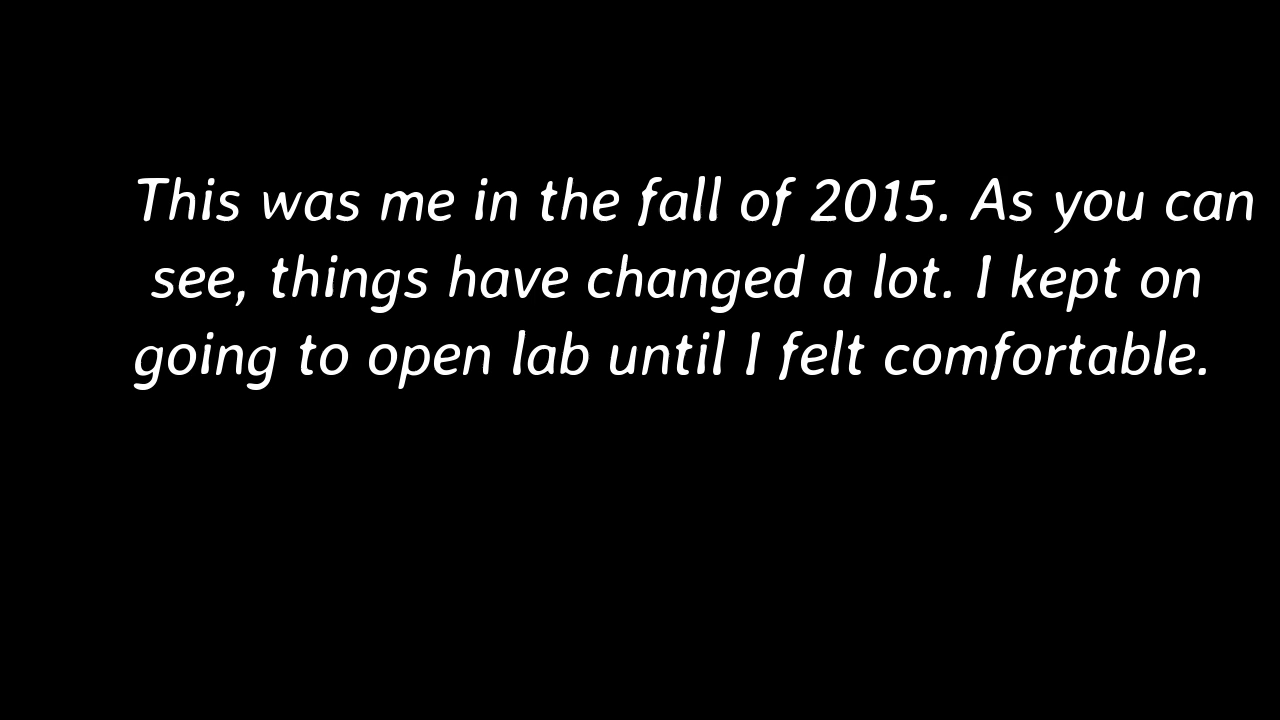 This was me in the fall of 2015. As you can
see, things have changed a lot. I kept on
going to open lab until I felt comfortable.